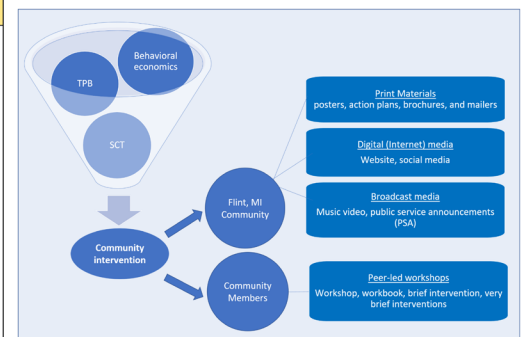 Behavioral
economics
TPB
SCT
Community
intervention
Flint, MI
Community
Community
Members
Print Materials
posters, action plans, brochures, and mailers
Digital (Internet) media
Website, social media
Broadcast media
Music video, public service announcements
(PSA)
Peer-led workshops
Workshop, workbook, brief intervention, very
brief interventions